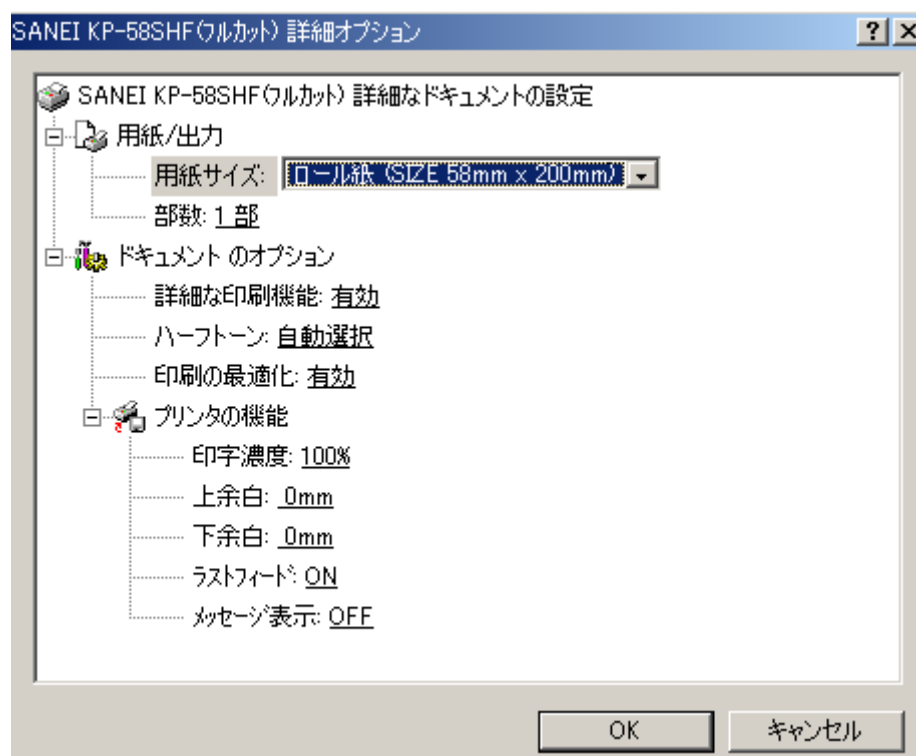 SANEI KP-58SHF(フルカット) 詳細オプション
SANEI KP-58SHF(フルカット) 詳細なドキュメントの設定
用紙/出力
用紙サイズ: ロール紙 (SIZE 58mm x 200mm)
部数: 1 部
ドキュメント のオプション
詳細な印刷機能: 有効
ハーフトーン: 自動選択
印刷の最適化: 有効
プリンタの機能
印字濃度: 100%
上余白: 0mm
下余白: 0mm
ラストフィード: ON
メッセージ表示: OFF
OK キャンセル